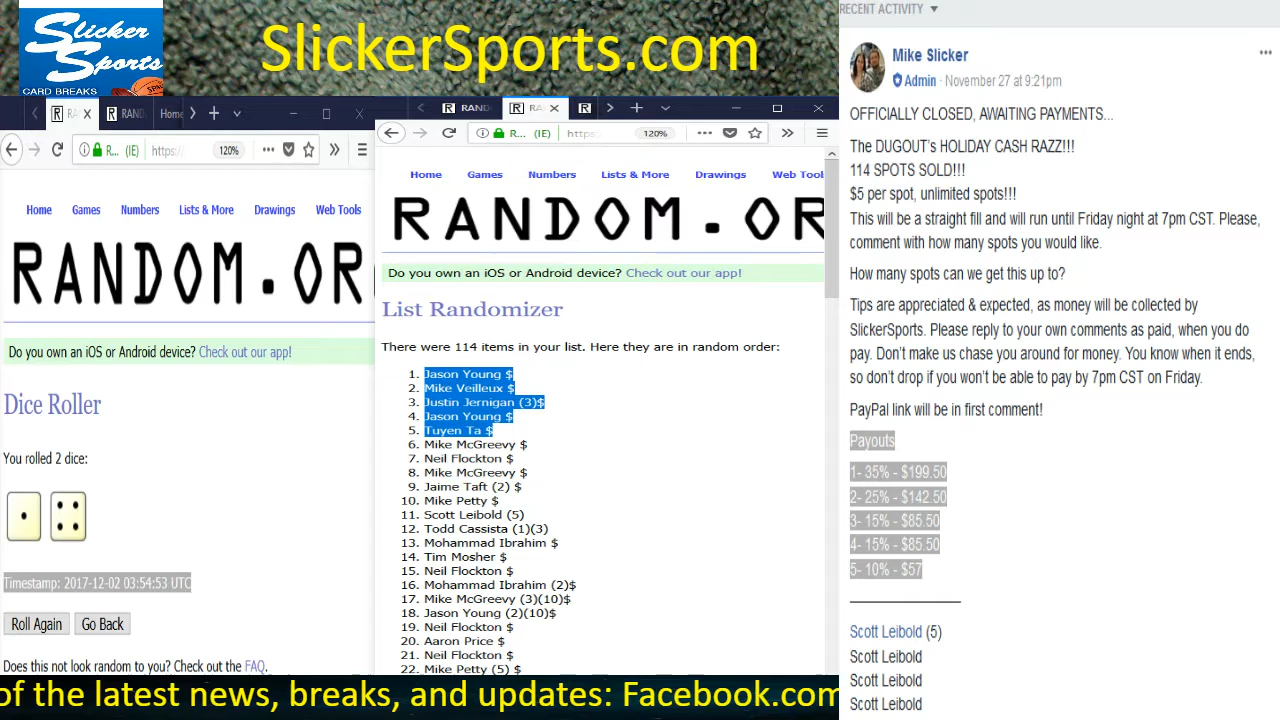 Slicker
Sports
CARD BREAKS
SlickerSports.com
RAND
Home
120%
R... (IE)
https:/
Home Games Numbers Lists & More Drawings Web Tools
RANDOM.OR
Do you own an iOS or Android device? Check out our app!
Dice Roller
You rolled 2 dice:
Timestamp: 2017-12-02 03:54:53 UTC
Roll Again
Go Back
Does this not look random to you? Check out the FAQ.
RAND
RA
R... (IE)
https:
120%
Home Games Numbers Lists & More Drawings Web Tools
RANDOM.OR
Do you own an iOS or Android device? Check out our app!
List Randomizer
There were 114 items in your list. Here they are in random order:
1. Jason Young $
2. Mike Veilleux $
3. Justin Jernigan (3)$
4. Jason Young $
5. Tuyen Ta $
6. Mike McGreevy $
7. Neil Flockton $
8. Mike McGreevy $
9. Jaime Taft (2) $
10. Mike Petty $
11. Scott Leibold (5)
12. Todd Cassista (1)(3)
13. Mohammad Ibrahim $
14. Tim Mosher $
15. Neil Flockton $
16. Mohammad Ibrahim (2)$
17. Mike McGreevy (3)(10)$
18. Jason Young (2)(10)$
19. Neil Flockton $
20. Aaron Price $
21. Neil Flockton $
22. Mike Petty (5) $
RECENT ACTIVITY
Mike Slicker
Admin · November 27 at 9:21pm
OFFICIALLY CLOSED, AWAITING PAYMENTS...
The DUGOUT's HOLIDAY CASH RAZZ!!!
114 SPOTS SOLD!!!
$5 per spot, unlimited spots!!!
This will be a straight fill and will run until Friday night at 7pm CST. Please,
comment with how many spots you would like.
How many spots can we get this up to?
Tips are appreciated & expected, as money will be collected by
SlickerSports. Please reply to your own comments as paid, when you do
pay. Don't make us chase you around for money. You know when it ends,
so don't drop if you won't be able to pay by 7pm CST on Friday.
PayPal link will be in first comment!
Payouts
1- 35% - $199.50
2- 25% - $142.50
3- 15% - $85.50
4- 15% - $85.50
5- 10% - $57
Scott Leibold (5)
Scott Leibold
Scott Leibold
Scott Leibold
of the latest news, breaks, and updates: Facebook.com